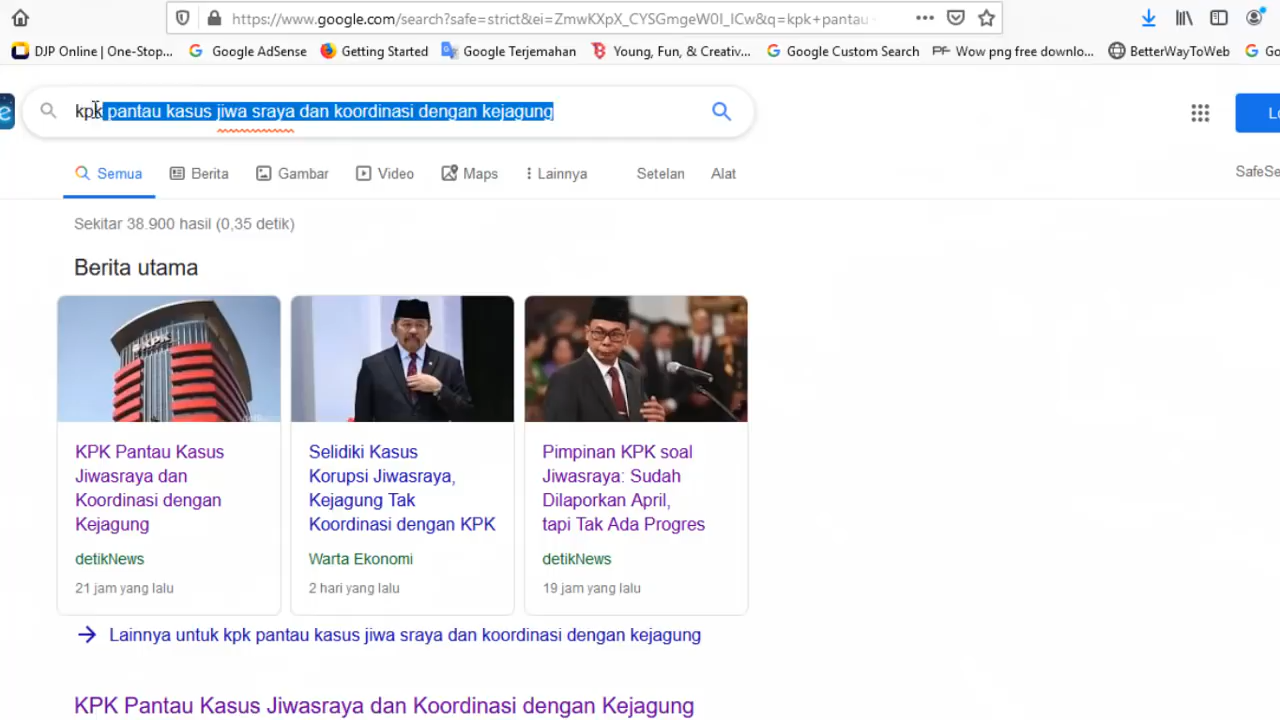 https://www.google.com/search?safe=strict&ei=ZmwKXpX_CYSGmgeW0I_ICw&q=kpk+pantau
DJP Online | One-Stop... Google AdSense Getting Started Google Terjemahan Young, Fun, & Creativ... Google Custom Search Wow png free downlo... BetterWayToWeb Go
kpk pantau kasus jiwa sraya dan koordinasi dengan kejagung
Lo
Semua Berita Gambar Video Maps Lainnya Setelan Alat
SafeSe
Sekitar 38.900 hasil (0,35 detik)
Berita utama
KPK
KPK Pantau Kasus
Jiwasraya dan
Koordinasi dengan
Kejagung
detikNews
21 jam yang lalu
Selidiki Kasus
Korupsi Jiwasraya,
Kejagung Tak
Koordinasi dengan KPK
Warta Ekonomi
2 hari yang lalu
Pimpinan KPK soal
Jiwasraya: Sudah
Dilaporkan April,
tapi Tak Ada Progres
detikNews
19 jam yang lalu
Lainnya untuk kpk pantau kasus jiwa sraya dan koordinasi dengan kejagung
KPK Pantau Kasus Jiwasraya dan Koordinasi dengan Kejagung